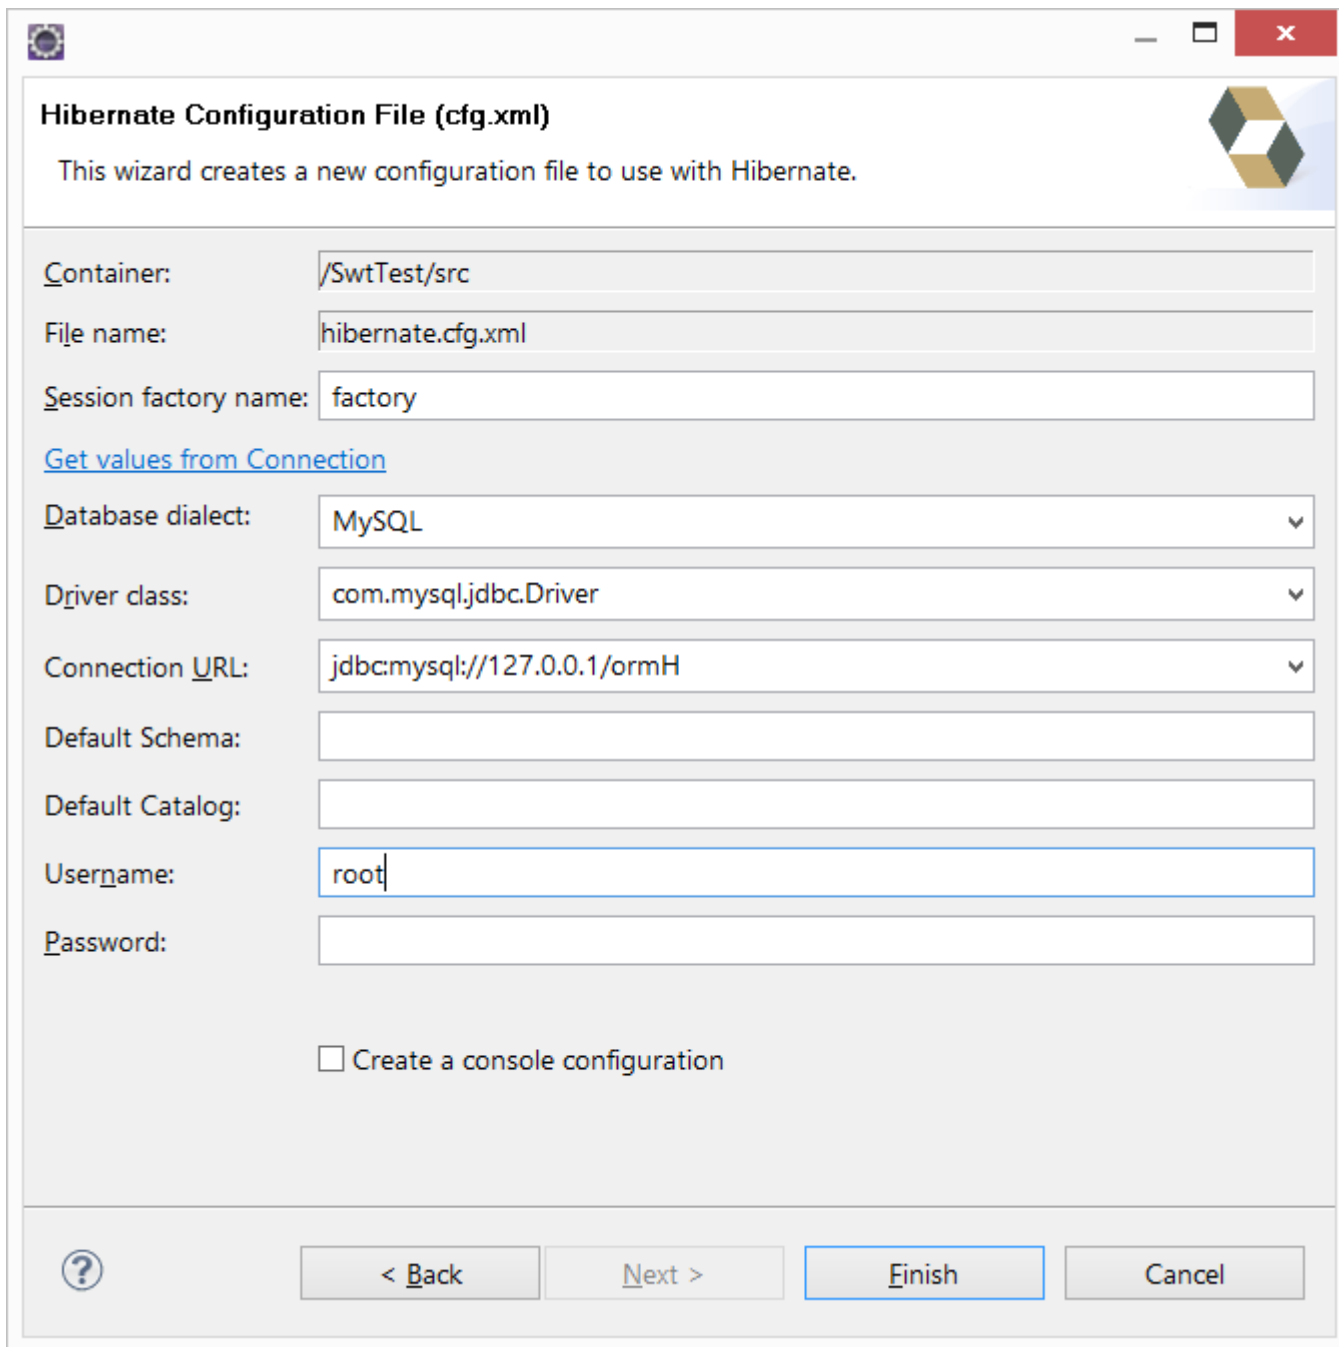 Hibernate Configuration File (cfg.xml)
This wizard creates a new configuration file to use with Hibernate.
Container: /SwtTest/src
File name: hibernate.cfg.xml
Session factory name: factory
Get values from Connection
Database dialect: MySQL
Driver class: com.mysql.jdbc.Driver
Connection URL: jdbc:mysql://127.0.0.1/ormH
Default Schema:
Default Catalog:
Username: root
Password:
Create a console configuration
? < Back Next > Finish Cancel